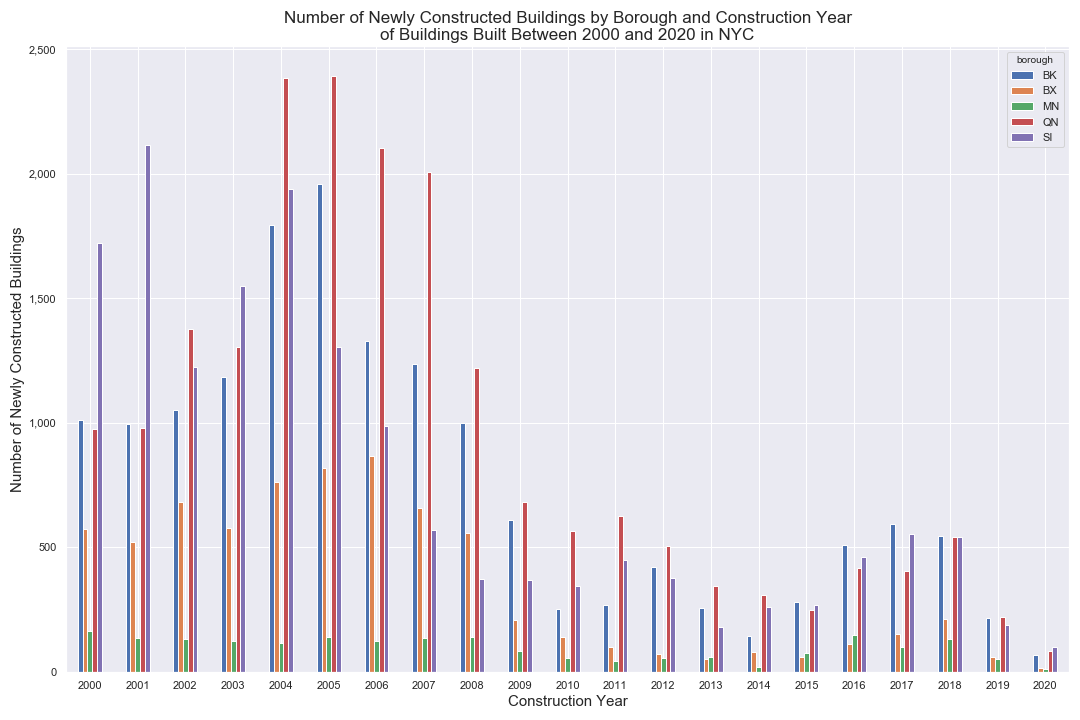 Number of Newly Constructed Buildings by Borough and Construction Year
of Buildings Built Between 2000 and 2020 in NYC
borough
BK
BX
MN
QN
SI
Number of Newly Constructed Buildings
2,500
2,000
1,500
1,000
500
0
2000 2001 2002 2003 2004 2005 2006 2007 2008 2009 2010 2011 2012 2013 2014 2015 2016 2017 2018 2019 2020
Construction Year